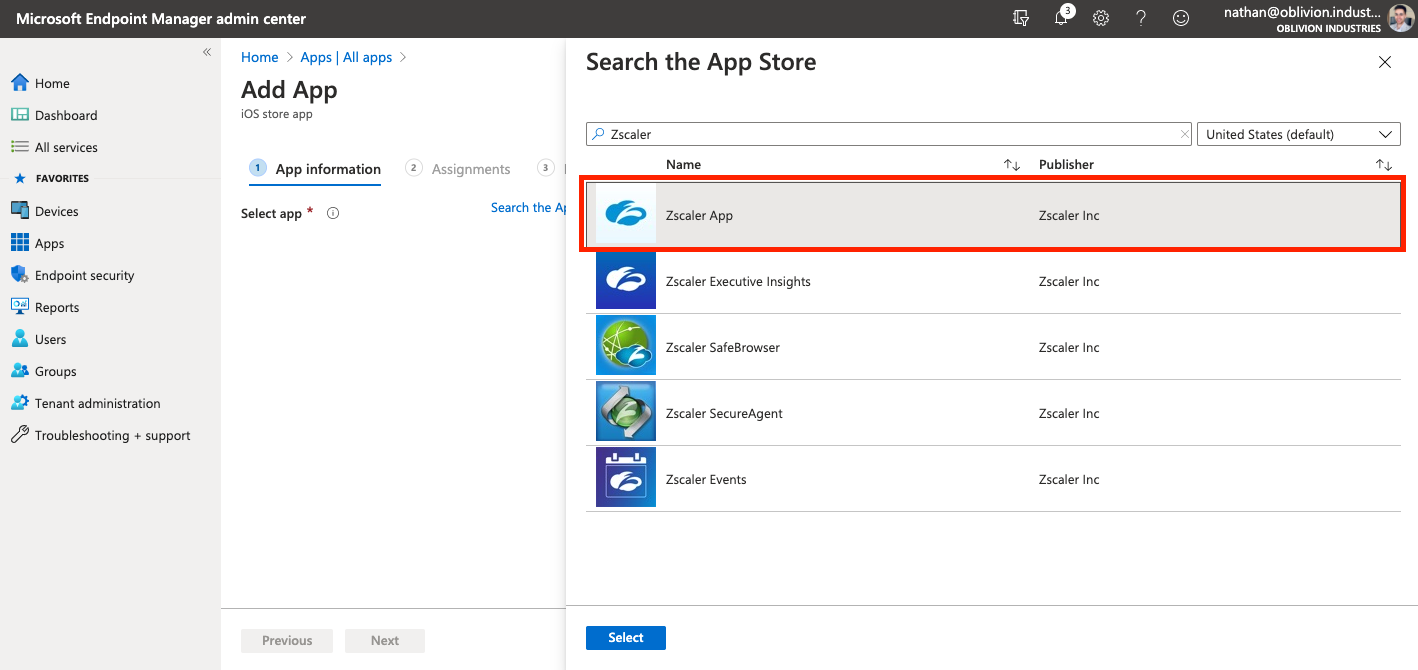 Microsoft Endpoint Manager admin center
3
nathan@oblivion.indust...
OBLIVION INDUSTRIES
«
Home
Dashboard
All services
FAVORITES
Devices
Apps
Endpoint security
Reports
Users
Groups
Tenant administration
Troubleshooting + support
Home > Apps | All apps >
Add App
iOS store app
1 App information 2 Assignments 3
Select app *
Search the Ap
Previous Next
Search the App Store
Zscaler
United States (default)
Name Publisher
Zscaler App Zscaler Inc
Zscaler Executive Insights Zscaler Inc
Zscaler SafeBrowser Zscaler Inc
Zscaler SecureAgent Zscaler Inc
Zscaler Events Zscaler Inc
Select